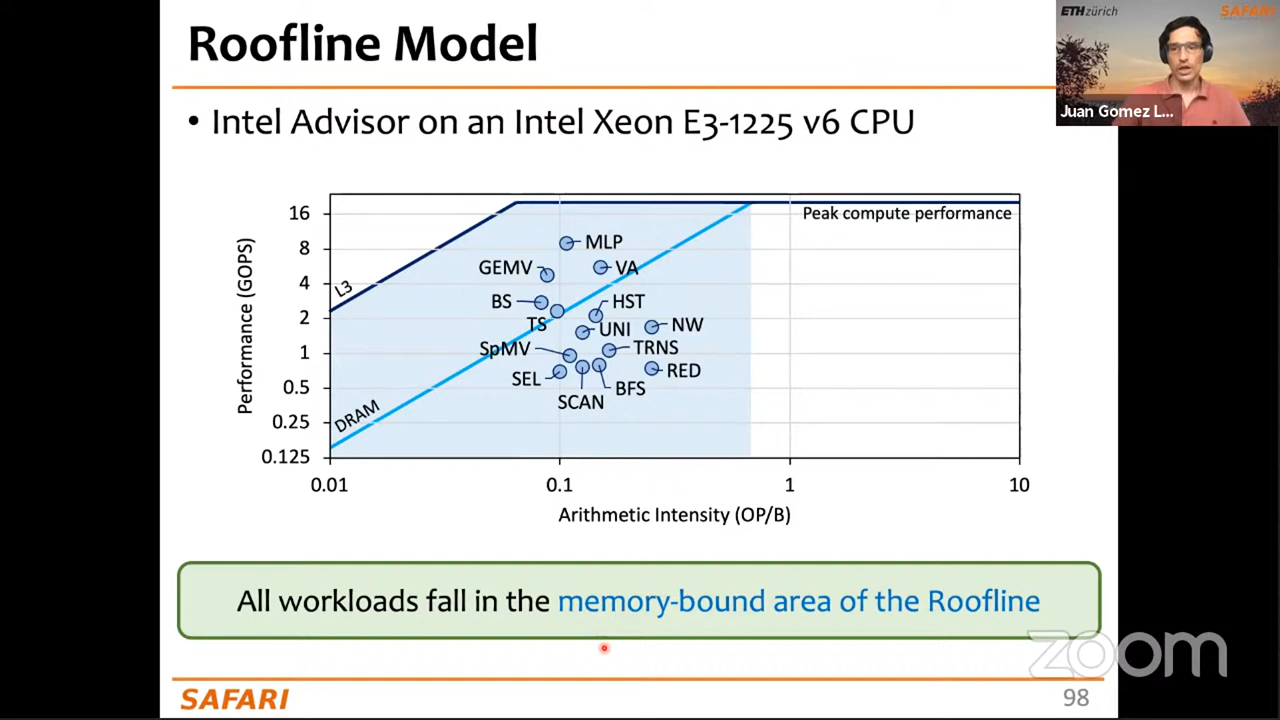 Roofline Model
ETH zürich
SAFARI
Juan Gomez L...
• Intel Advisor on an Intel Xeon E3-1225 v6 CPU
Performance (GOPS)
16
8
4
2
1
0.5
0.25
0.125
L3
DRAM
Peak compute performance
MLP
GEMV
VA
BS
HST
TS
UNI
NW
SpMV
TRNS
SEL
RED
BFS
SCAN
0.01
0.1
1
10
Arithmetic Intensity (OP/B)
All workloads fall in the memory-bound area of the Roofline
zoom
SAFARI
98